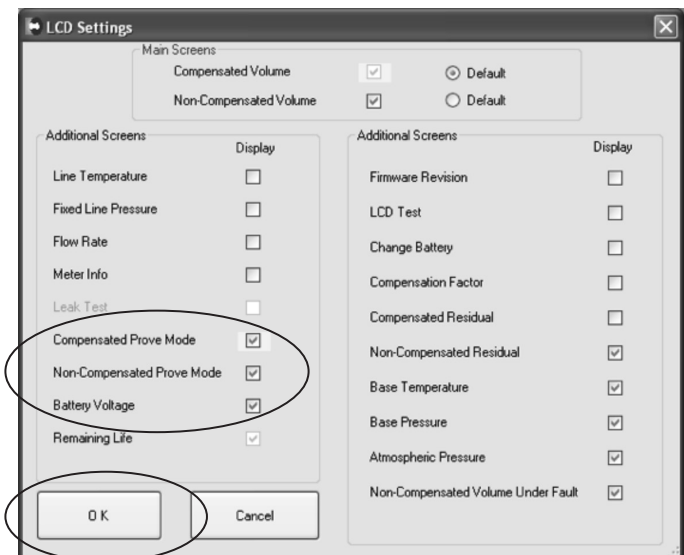 LCD Settings
Main Screens
Compensated Volume Default
Non-Compensated Volume Default
Additional Screens
Display
Line Temperature
Fixed Line Pressure
Flow Rate
Meter Info
Leak Test
Compensated Prove Mode
Non-Compensated Prove Mode
Battery Voltage
Remaining Life
OK
Cancel
Additional Screens
Display
Firmware Revision
LCD Test
Change Battery
Compensation Factor
Compensated Residual
Non-Compensated Residual
Base Temperature
Base Pressure
Atmospheric Pressure
Non-Compensated Volume Under Fault